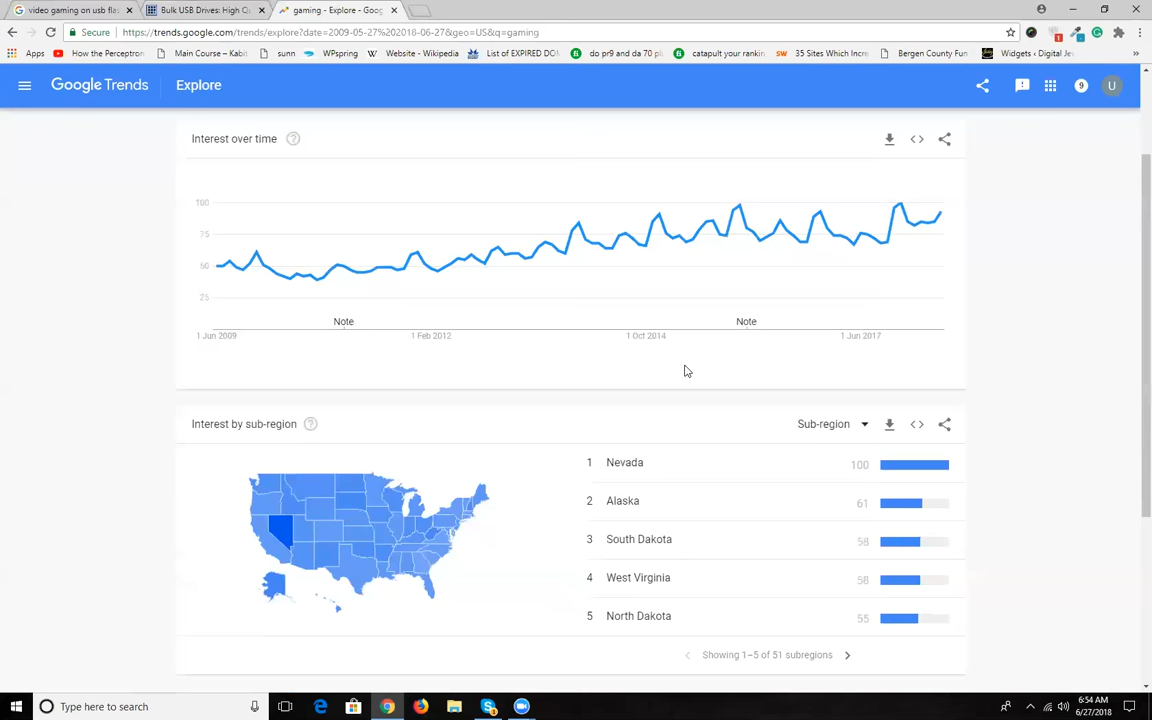 video gaming on usb flas
Bulk USB Drives: High Qu
gaming. - Explore - Goog
Secure
https://trends.google.com/trends/explore?date=2009-05-27%202018-06-27&geo=US&q=gaming
Apps
How the Perceptron
Main Course – Kabit
sunn
WPspring
Website - Wikipedia
List of EXPIRED DOM
do pr9 and da 70 plu
catapult your rankin
35 Sites Which Incre
Bergen County Fun
Widgets ‹ Digital Je
1
Google Trends
Explore
9
U
Interest over time
?
100
75
50
25
Note
Note
1 Jun 2009
1 Feb 2012
1 Oct 2014
1 Jun 2017
Interest by sub-region
?
Sub-region
1 Nevada 100
2 Alaska 61
3 South Dakota 58
4 West Virginia 58
5 North Dakota 55
Showing 1–5 of 51 subregions
Type here to search
6:54 AM
6/27/2018